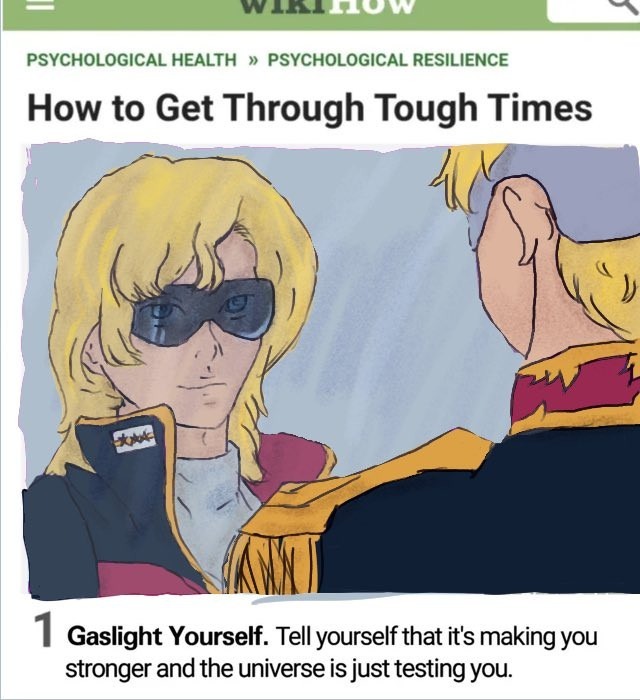 wikiHow
PSYCHOLOGICAL HEALTH » PSYCHOLOGICAL RESILIENCE
How to Get Through Tough Times
1 Gaslight Yourself. Tell yourself that it's making you
stronger and the universe is just testing you.